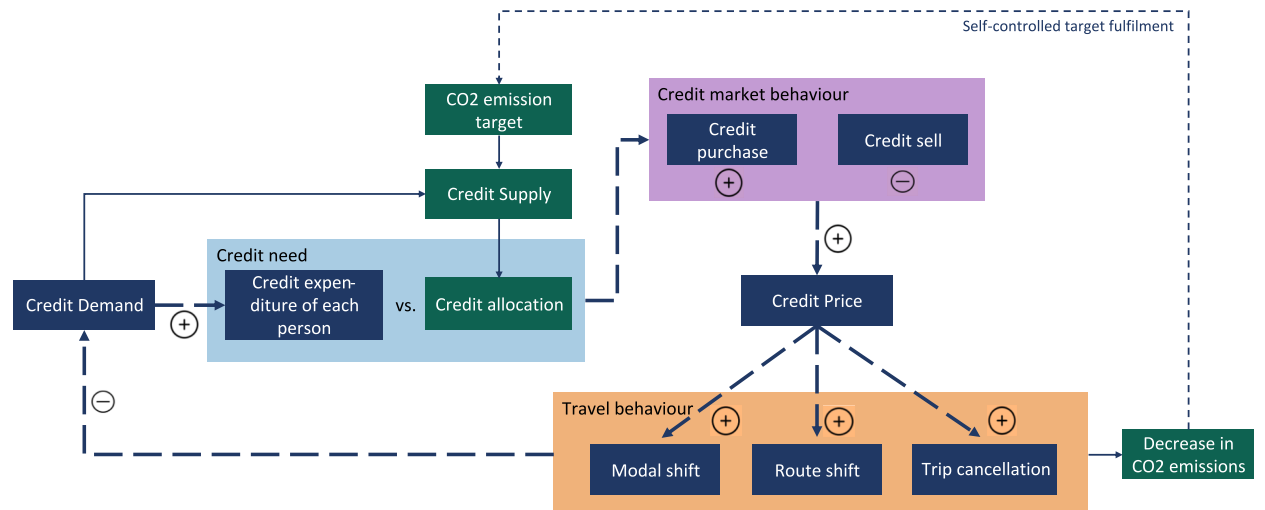 Self-controlled target fulfilment
CO2 emission
target
Credit market behaviour
Credit
purchase
Credit sell
+
−
Credit Supply
+
Credit need
Credit expen-
diture of each
person
vs.
Credit allocation
Credit Demand
+
Credit Price
−
Travel behaviour
+
+
+
Modal shift
Route shift
Trip cancellation
Decrease in
CO2 emissions